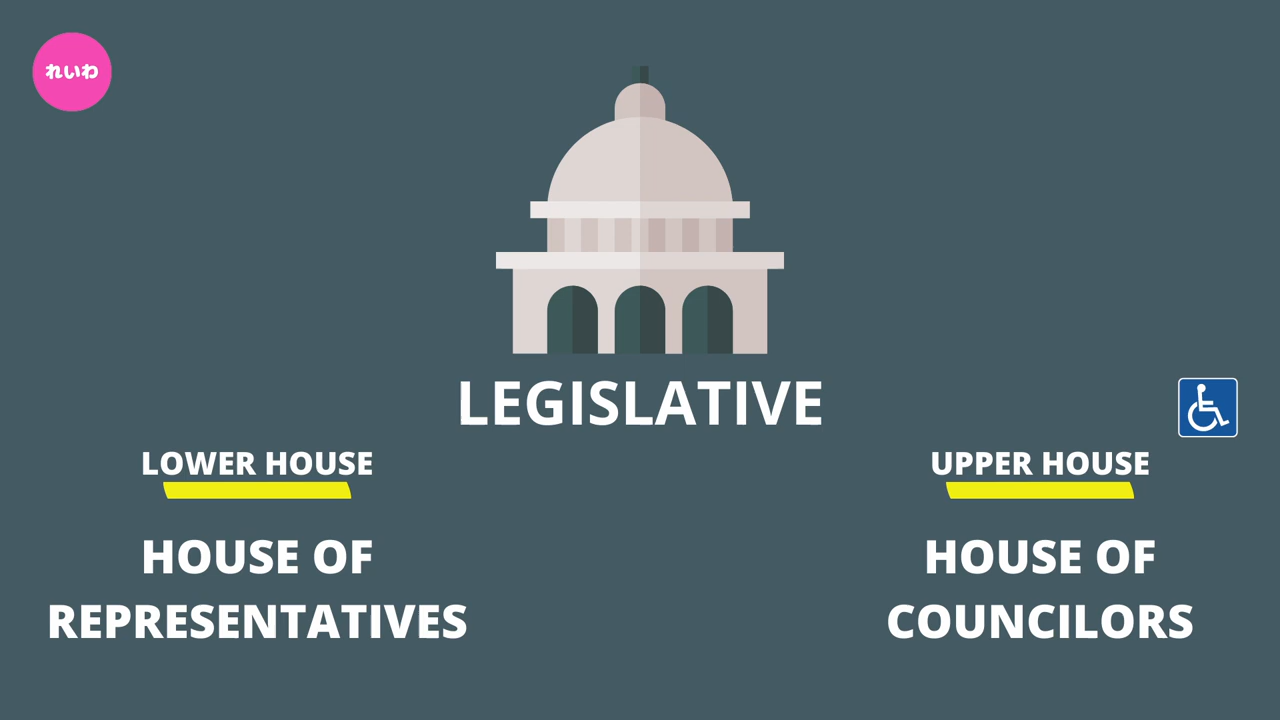 れいわ
LEGISLATIVE
LOWER HOUSE
HOUSE OF
REPRESENTATIVES
UPPER HOUSE
HOUSE OF
COUNCILORS